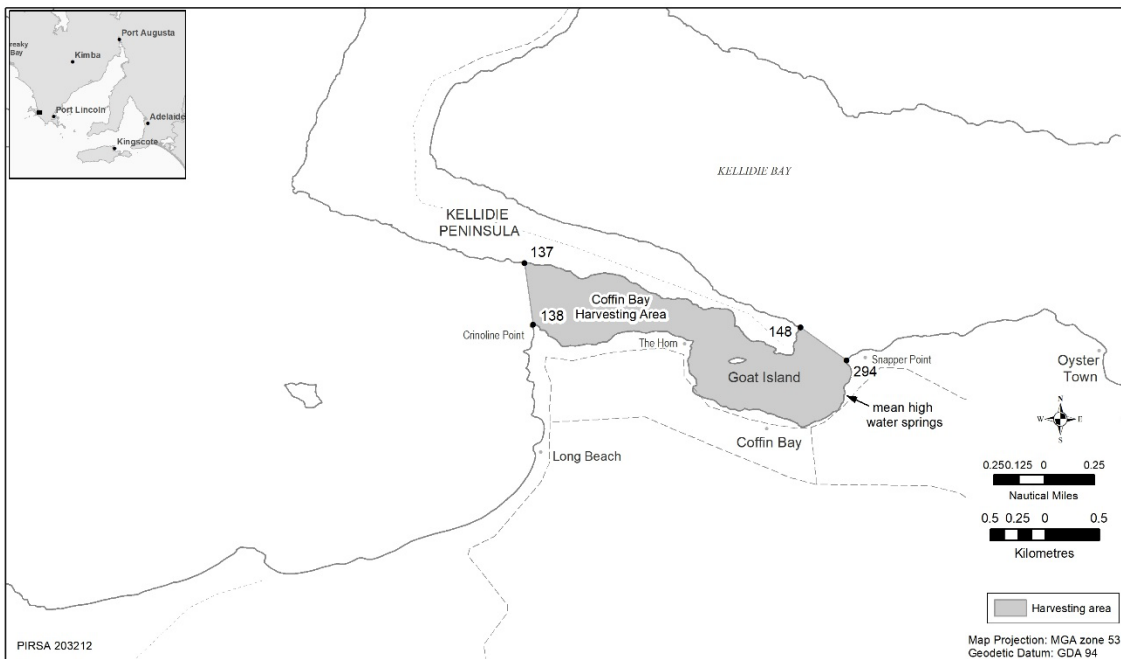 Port Augusta
reaky
Bay
Kimba
Port Lincoln
Adelaide
Kingscote
KELLIDIE BAY
KELLIDIE
PENINSULA
137
Coffin Bay
Harvesting Area
138
148
Crinoline Point
The Horn
Snapper Point
294
Oyster
Town
Goat Island
mean high
water springs
Coffin Bay
Long Beach
N
W E
S
0.25 0.125 0 0.25
Nautical Miles
0.5 0.25 0 0.5
Kilometres
Harvesting area
PIRSA 203212
Map Projection: MGA zone 53
Geodetic Datum: GDA 94